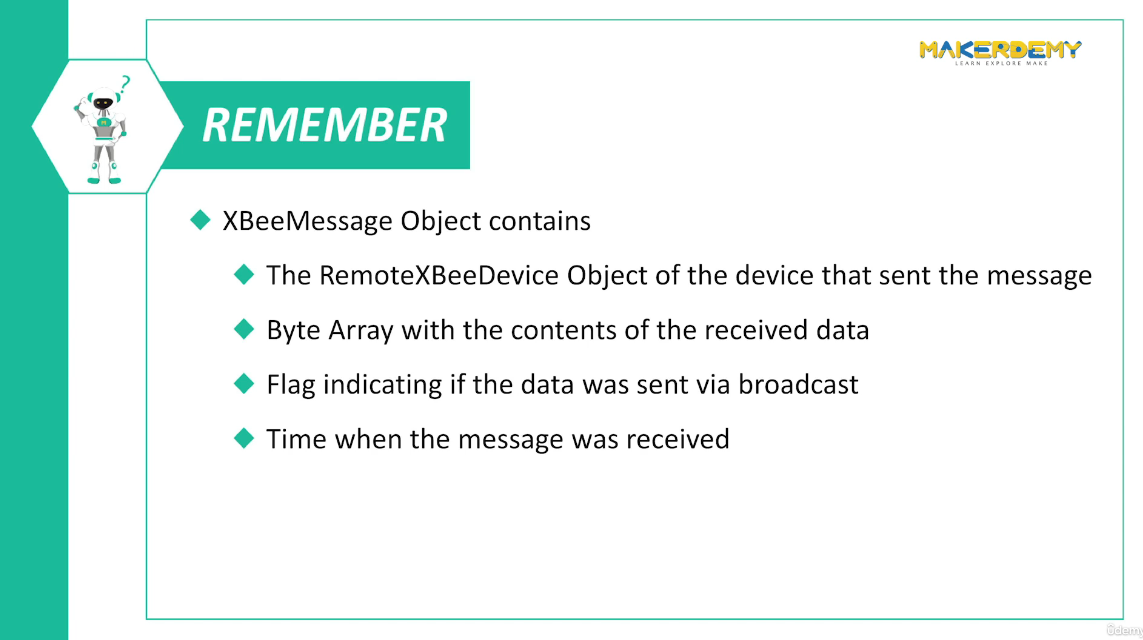 MAKERDEMY
LEARN EXPLORE MAKE
?
REMEMBER
XBeeMessage Object contains
The RemoteXBeeDevice Object of the device that sent the message
Byte Array with the contents of the received data
Flag indicating if the data was sent via broadcast
Time when the message was received
ûdemy